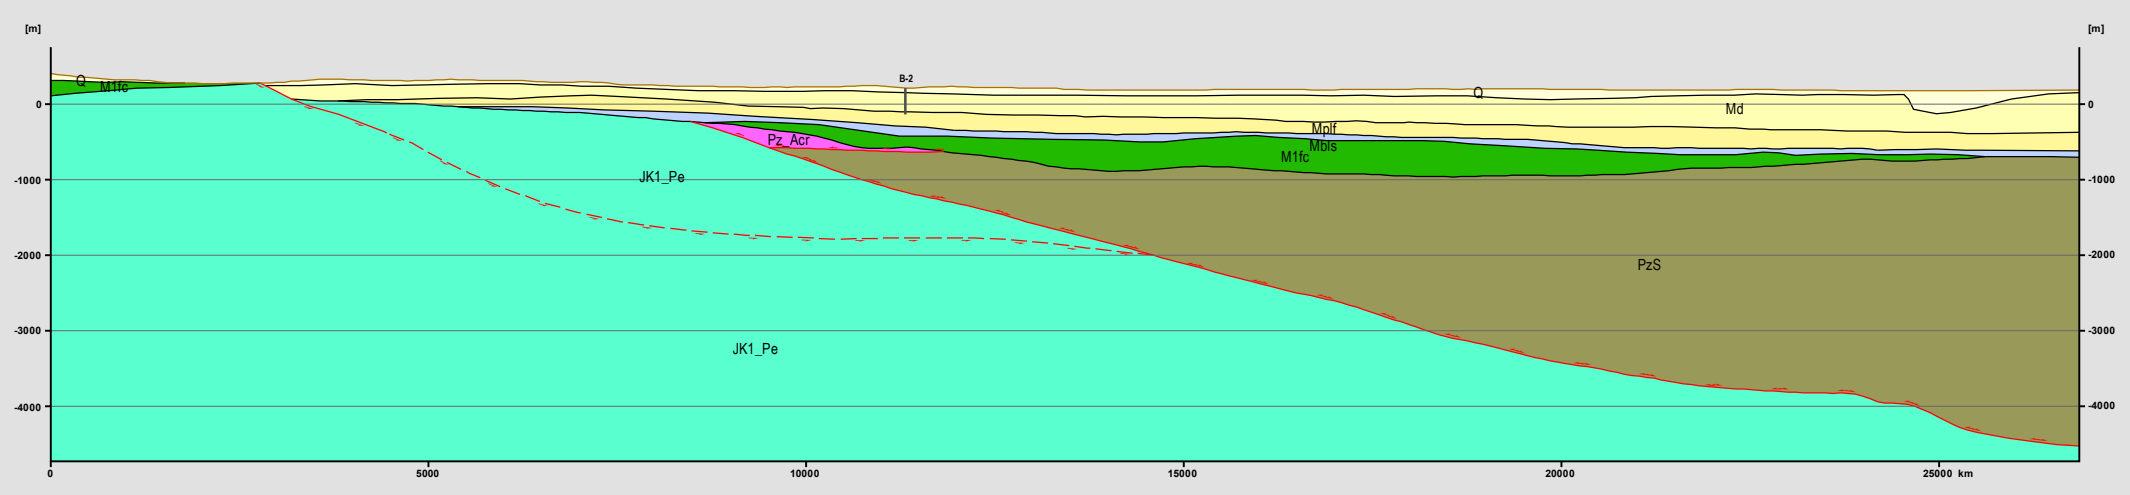 [m] [m]
B-2
Q M1fc Q
0 Md 0
Mplf
Pz_Acr Mbls
M1fc
-1000 JK1_Pe -1000
-2000 PzS -2000
-3000 -3000
JK1_Pe
-4000 -4000
0 5000 10000 15000 20000 25000 km